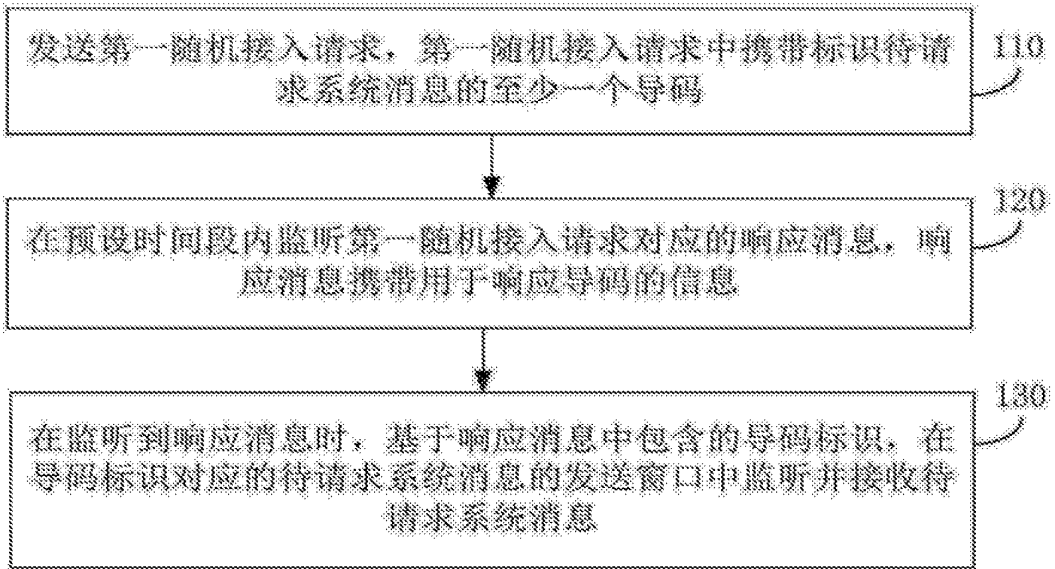 发送第一随机接入请求，第一随机接入请求中携带标识待请
求系统消息的至少一个导码
110
在预设时间段内监听第一随机接入请求对应的响应消息，响
应消息携带用于响应导码的信息
120
在监听到响应消息时，基于响应消息中包含的导码标识，在
导码标识对应的待请求系统消息的发送窗口中监听并接收待
请求系统消息
130